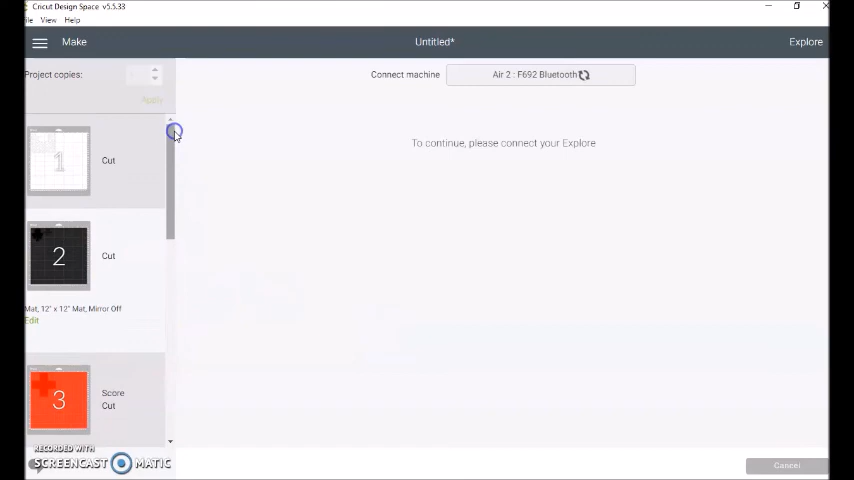 Cricut Design Space v5.5.33
ile View Help
Make
Untitled*
Explore
Project copies:
Connect machine
Air 2 : F692 Bluetooth
Apply
To continue, please connect your Explore
1
Cut
2
Cut
Mat, 12" x 12" Mat, Mirror Off
Edit
3
Score
Cut
RECORDED WITH
SCREENCAST MATIC
Cancel